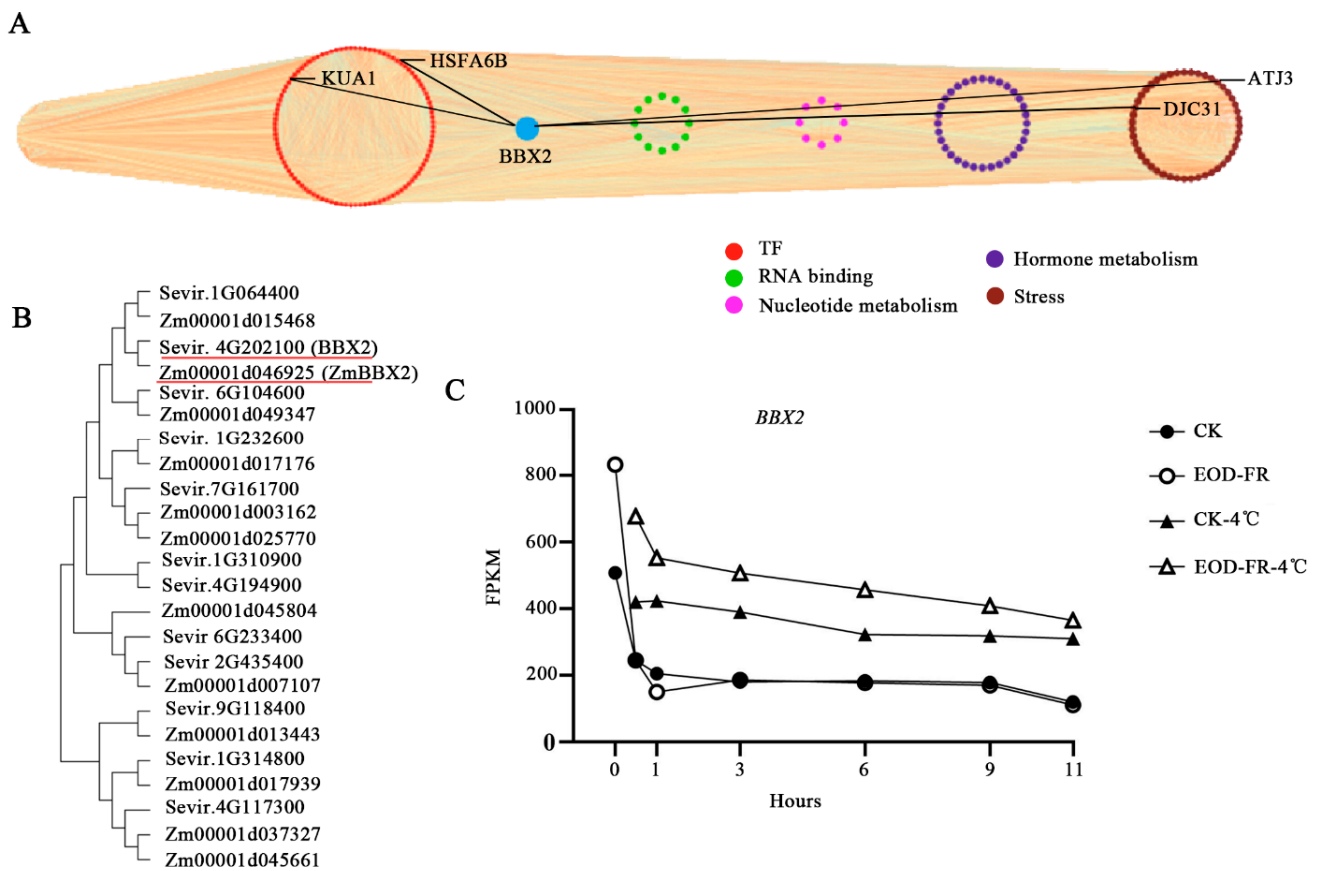 A
HSFA6B
KUA1
ATJ3
DJC31
BBX2
TF
RNA binding
Nucleotide metabolism
Hormone metabolism
Stress
B
Sevir.1G064400
Zm00001d015468
Sevir. 4G202100 (BBX2)
Zm00001d046925 (ZmBBX2)
Sevir. 6G104600
Zm00001d049347
Sevir. 1G232600
Zm00001d017176
Sevir.7G161700
Zm00001d003162
Zm00001d025770
Sevir.1G310900
Sevir.4G194900
Zm00001d045804
Sevir 6G233400
Sevir 2G435400
Zm00001d007107
Sevir.9G118400
Zm00001d013443
Sevir.1G314800
Zm00001d017939
Sevir.4G117300
Zm00001d037327
Zm00001d045661
C
BBX2
1000
800
600
400
200
0
FPKM
0 1 3 6 9 11
Hours
CK
EOD-FR
CK-4℃
EOD-FR-4℃